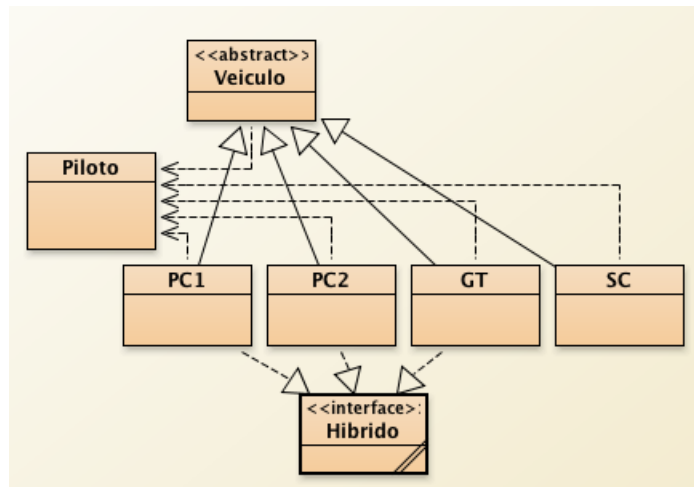 <<abstract>>
Veiculo
Piloto
PC1
PC2
GT
SC
<<interface>:
Hibrido